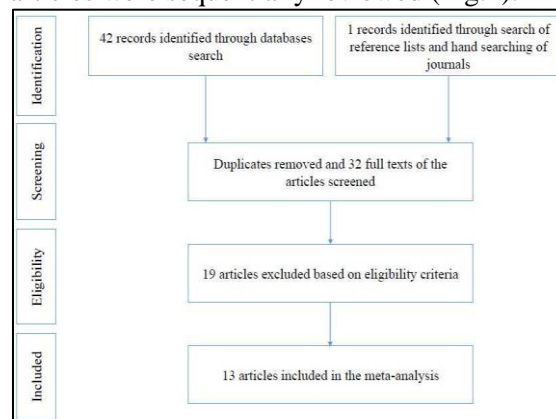 Identification
42 records identified through databases
search
1 records identified through search of
reference lists and hand searching of
journals
Screening
Duplicates removed and 32 full texts of the
articles screened
Eligibility
19 articles excluded based on eligibility criteria
Included
13 articles included in the meta-analysis